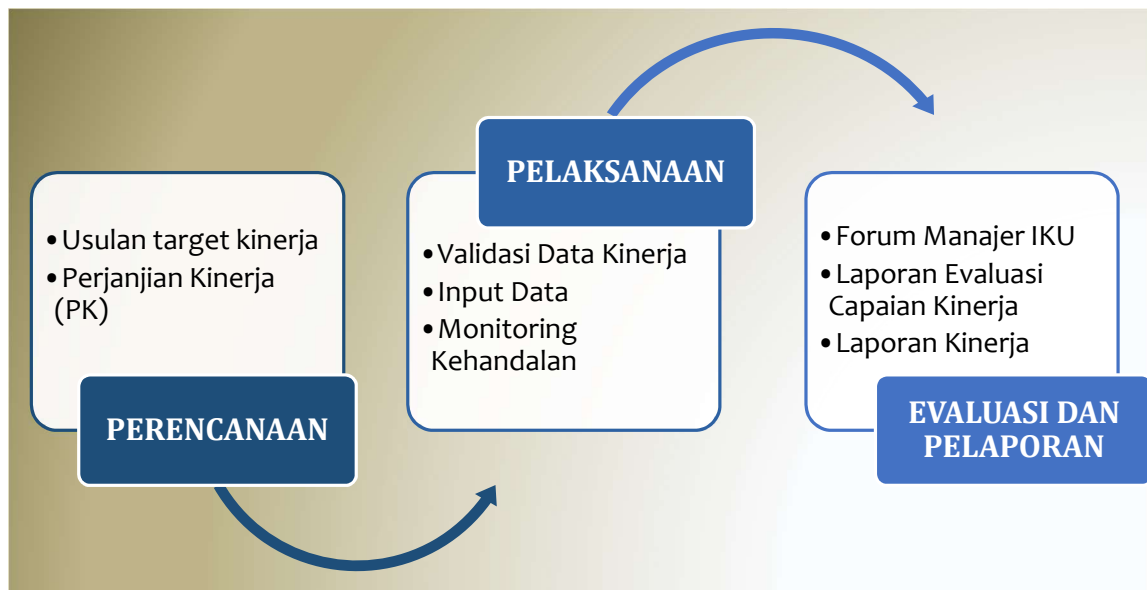 • Usulan target kinerja
• Perjanjian Kinerja
(PK)
PERENCANAAN
PELAKSANAAN
• Validasi Data Kinerja
• Input Data
• Monitoring
Kehandalan
• Forum Manajer IKU
• Laporan Evaluasi
Capaian Kinerja
• Laporan Kinerja
EVALUASI DAN
PELAPORAN